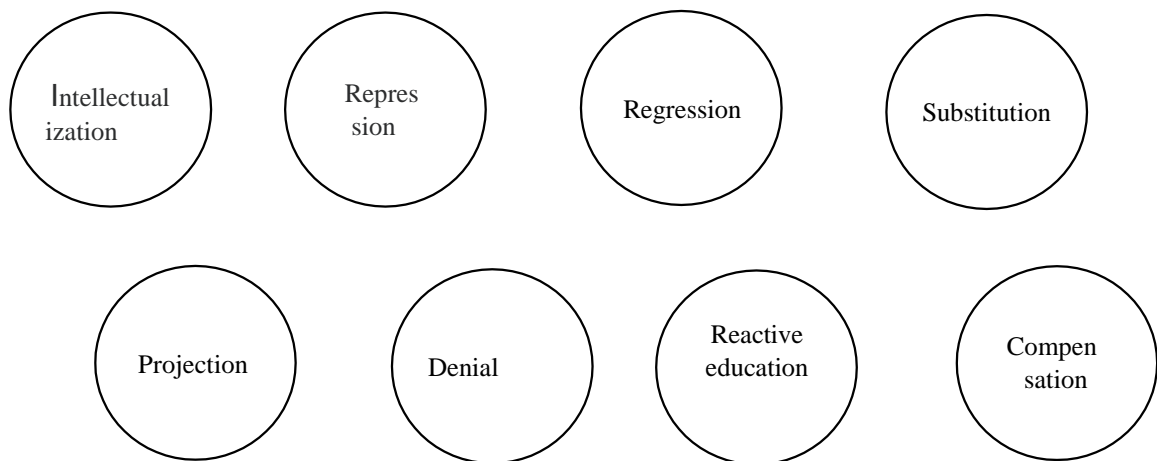 Intellectual
ization
Repres
sion
Regression
Substitution
Projection
Denial
Reactive
education
Compen
sation